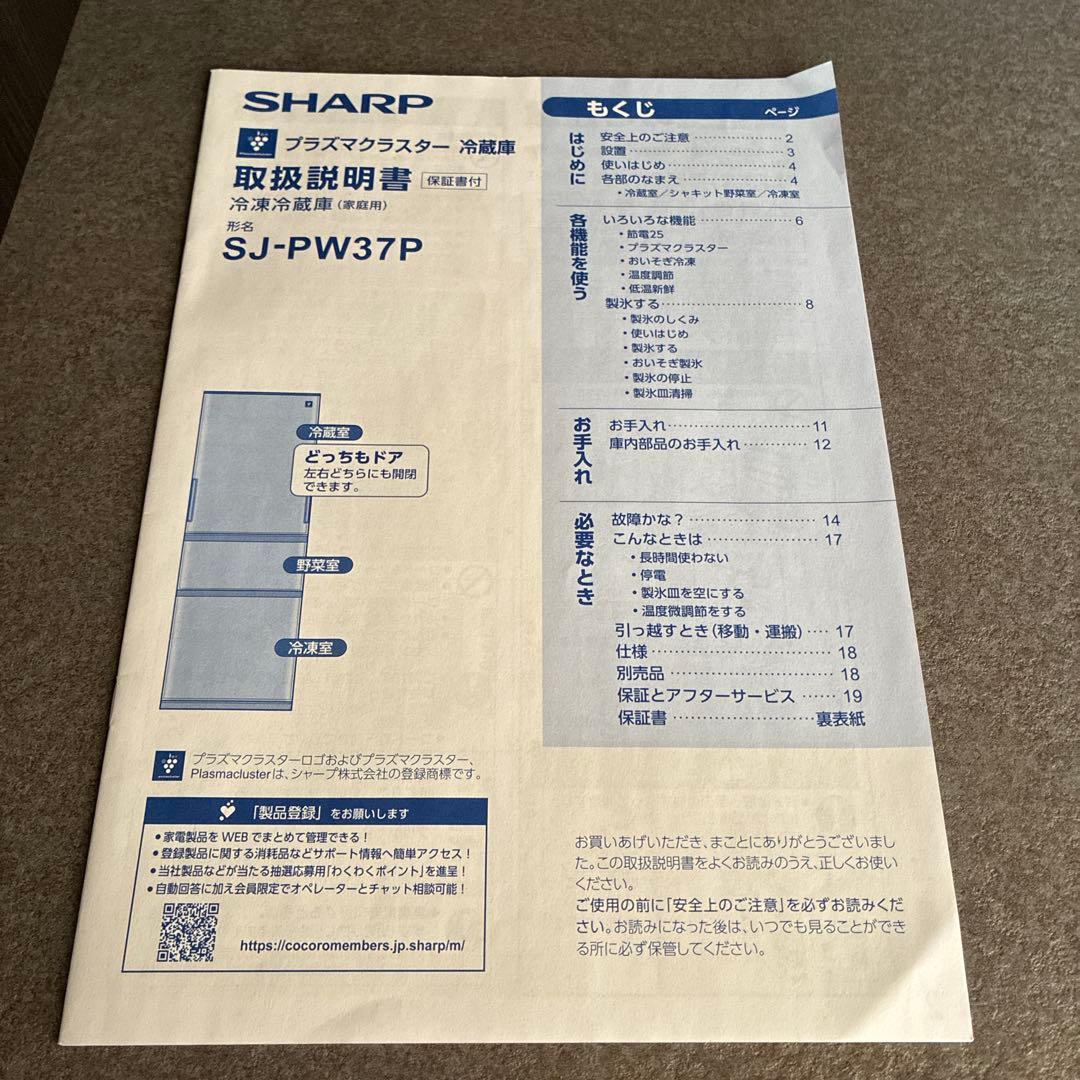 SHARP
プラズマクラスター 冷蔵庫
取扱説明書 保証書付
冷凍冷蔵庫(家庭用)
形名
SJ-PW37P
冷蔵室
どっちもドア
左右どちらにも開閉
できます。
野菜室
冷凍室
プラズマクラスターロゴおよびプラズマクラスター、
Plasmaclusterは、シャープ株式会社の登録商標です。
「製品登録」をお願いします
•家電製品を WEB でまとめて管理できる!
•登録製品に関する消耗品などサポート情報へ簡単アクセス!
•当社製品などが当たる抽選応募用「わくわくポイント」を進呈!
•自動回答に加え会員限定でオペレーターとチャット相談可能!
https://cocoromembers.jp.sharp/m/
もくじ ページ
はじめに
安全上のご注意 ……………… 2
設置 ……………………… 3
使いはじめ ………………… 4
各部のなまえ ……………… 4
・冷蔵室/シャキット野菜室/冷凍室
各機能を使う
いろいろな機能 ……………… 6
・節電25
・プラズマクラスター
・おいそぎ冷凍
・温度調節
・低温新鮮
製氷する ……………………… 8
・製氷のしくみ
・使いはじめ
・製氷する
・おいそぎ製氷
・製氷の停止
・製氷皿清掃
お手入れ
お手入れ ……………………… 11
庫内部品のお手入れ ………… 12
必要なとき
故障かな? …………………… 14
こんなときは ………………… 17
・長時間使わない
・停電
・製氷皿を空にする
・温度微調節をする
引っ越すとき(移動・運搬) …… 17
仕様 …………………………… 18
別売品 ………………………… 18
保証とアフターサービス …… 19
保証書 ……………………… 裏表紙
お買いあげいただき、まことにありがとうございまし
た。この取扱説明書をよくお読みのうえ、正しくお使い
ください。
ご使用の前に「安全上のご注意」を必ずお読みくだ
さい。お読みになった後は、いつでも見ることができ
る所に必ず保管してください。